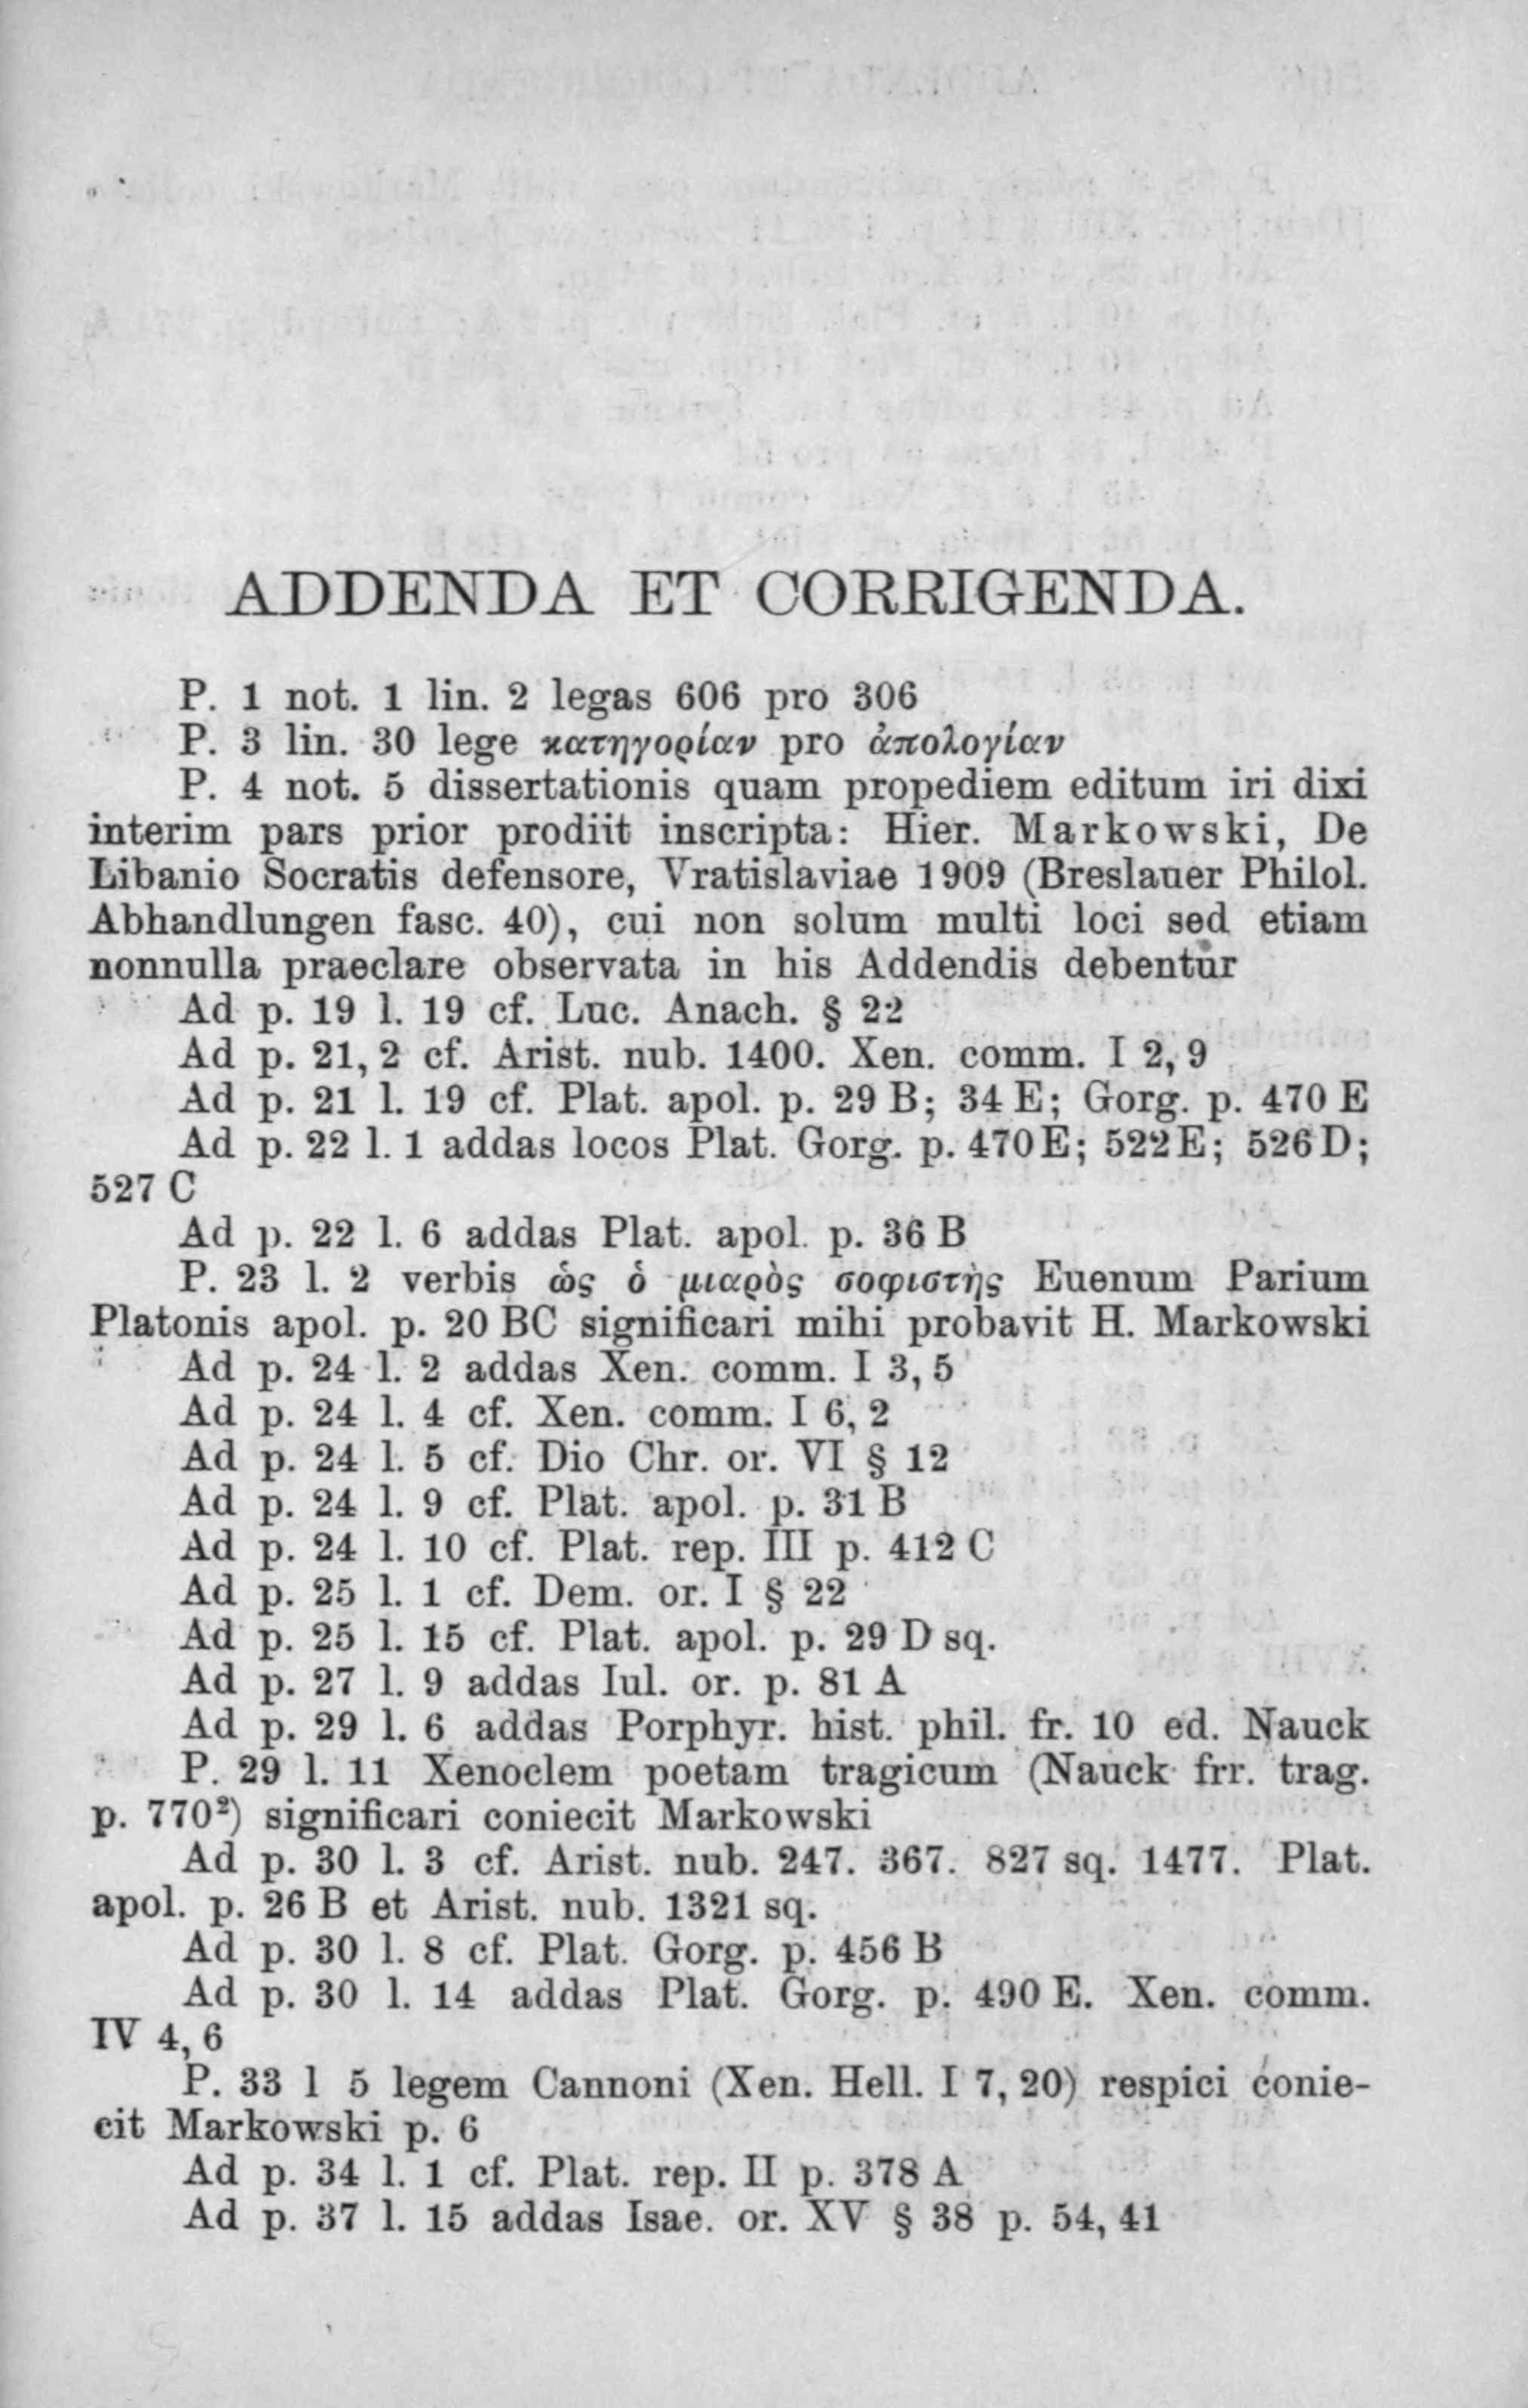 ADDENDA ET CORRIGENDA.
P. 1 not. 1 lin. 2 legas 606 pro 306
P. 3 lin. 30 lege κατηγορίαν pro ἀπολογίαν
P. 4 not. 5 dissertationis quam propediem editum iri dixi
interim pars prior prodiit inscripta: Hier. Markowski, De
Libanio Socratis defensore, Vratislaviae 1909 (Breslauer Philol.
Abhandlungen fasc. 40), cui non solum multi loci sed etiam
nonnulla praeclare observata in his Addendis debentur
Ad p. 19 l. 19 cf. Luc. Anach. § 22
Ad p. 21, 2 cf. Arist. nub. 1400. Xen. comm. I 2, 9
Ad p. 21 l. 19 cf. Plat. apol. p. 29 B; 34 E; Gorg. p. 470 E
Ad p. 22 l. 1 addas locos Plat. Gorg. p. 470 E; 522 E; 526 D;
527 C
Ad p. 22 l. 6 addas Plat. apol. p. 36 B
P. 23 l. 2 verbis ὡς ὁ μιαρὸς σοφιστὴς Euenum Parium
Platonis apol. p. 20 BC significari mihi probavit H. Markowski
Ad p. 24 l. 2 addas Xen. comm. I 3, 5
Ad p. 24 l. 4 cf. Xen. comm. I 6, 2
Ad p. 24 l. 5 cf. Dio Chr. or. VI § 12
Ad p. 24 l. 9 cf. Plat. apol. p. 31 B
Ad p. 24 l. 10 cf. Plat. rep. III p. 412 C
Ad p. 25 l. 1 cf. Dem. or. I § 22
Ad p. 25 l. 15 cf. Plat. apol. p. 29 D sq.
Ad p. 27 l. 9 addas Iul. or. p. 81 A
Ad p. 29 l. 6 addas Porphyr. hist. phil. fr. 10 ed. Nauck
P. 29 l. 11 Xenoclem poetam tragicum (Nauck frr. trag.
p. 770²) significari coniecit Markowski
Ad p. 30 l. 3 cf. Arist. nub. 247. 367. 827 sq. 1477. Plat.
apol. p. 26 B et Arist. nub. 1321 sq.
Ad p. 30 l. 8 cf. Plat. Gorg. p. 456 B
Ad p. 30 l. 14 addas Plat. Gorg. p. 490 E. Xen. comm.
IV 4, 6
P. 33 l 5 legem Cannoni (Xen. Hell. I 7, 20) respici conie-
cit Markowski p. 6
Ad p. 34 l. 1 cf. Plat. rep. II p. 378 A
Ad p. 37 l. 15 addas Isae. or. XV § 38 p. 54, 41